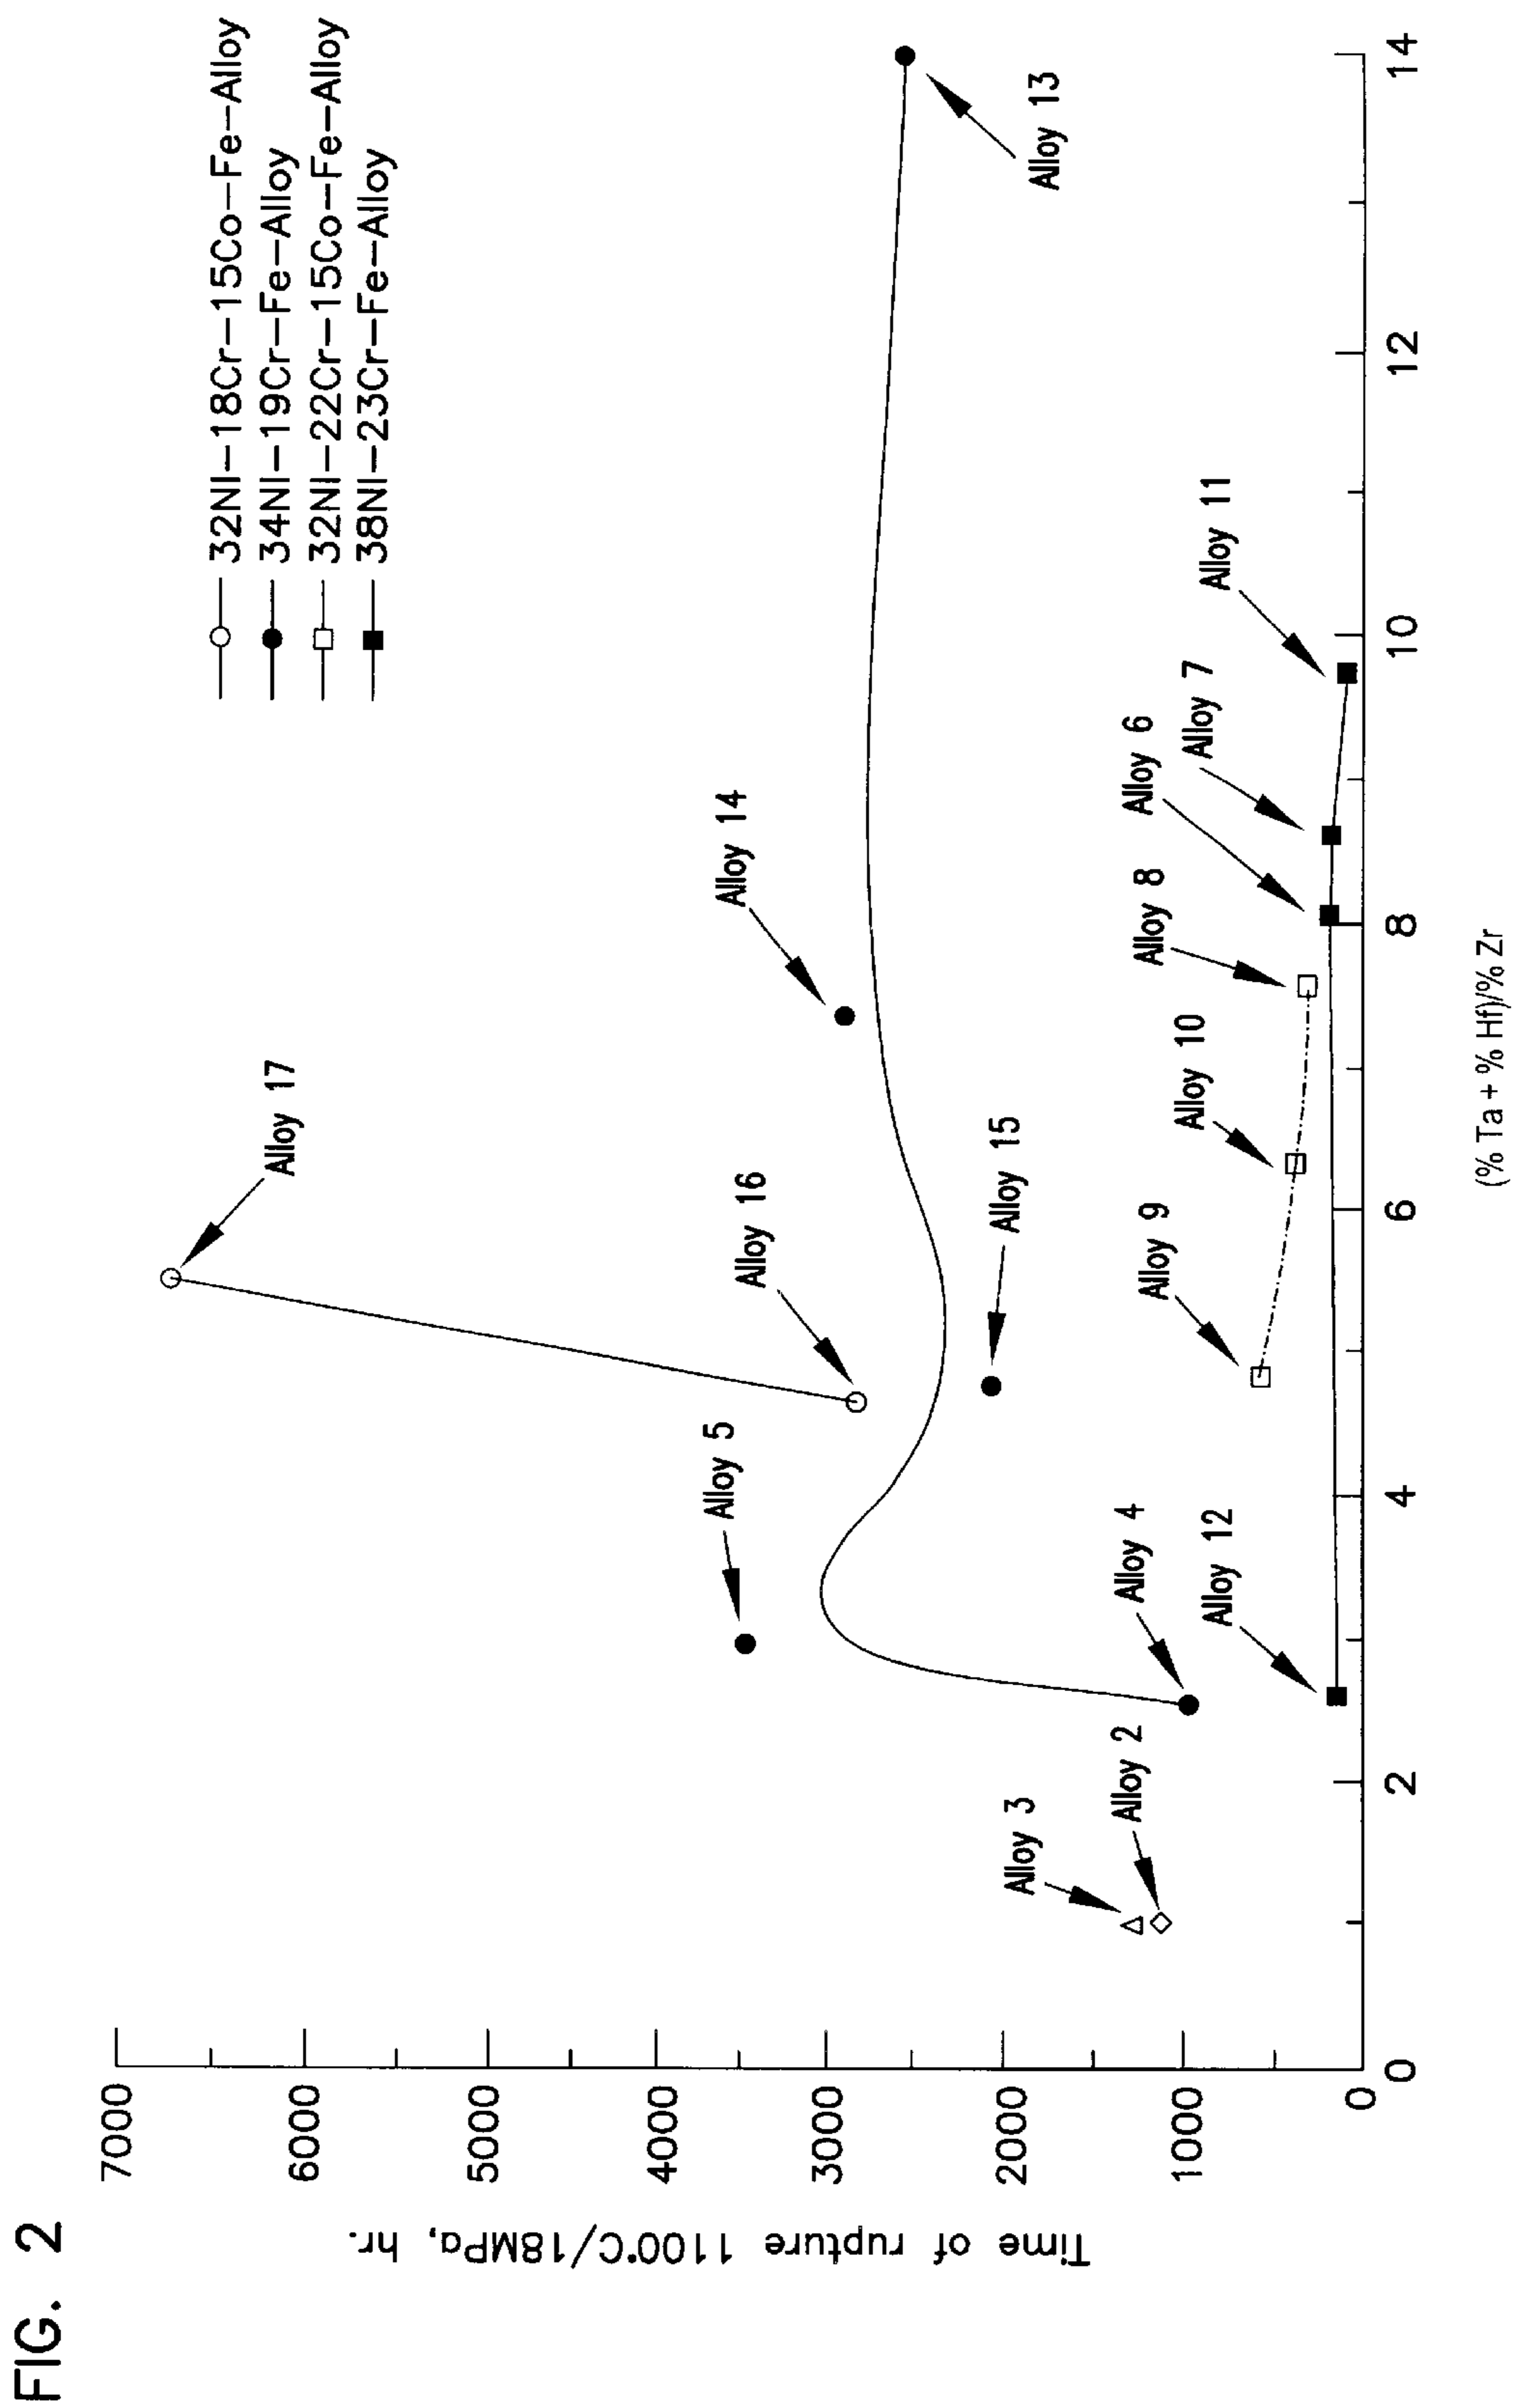 FIG. 2
32NI-18Cr-15Co-Fe-Alloy
34NI-19Cr-Fe-Alloy
32NI-22Cr-15Co-Fe-Alloy
38NI-23Cr-Fe-Alloy
Time of rupture 1100°C/18MPa, hr.
7000
6000
5000
4000
3000
2000
1000
0
Alloy 17
Alloy 5
Alloy 16
Alloy 14
Alloy 15
Alloy 13
Alloy 3
Alloy 2
Alloy 4
Alloy 12
Alloy 9
Alloy 10
Alloy 8
Alloy 6
Alloy 7
Alloy 11
0
2
4
6
8
10
12
14
(% Ta + % Hf)/% Zr